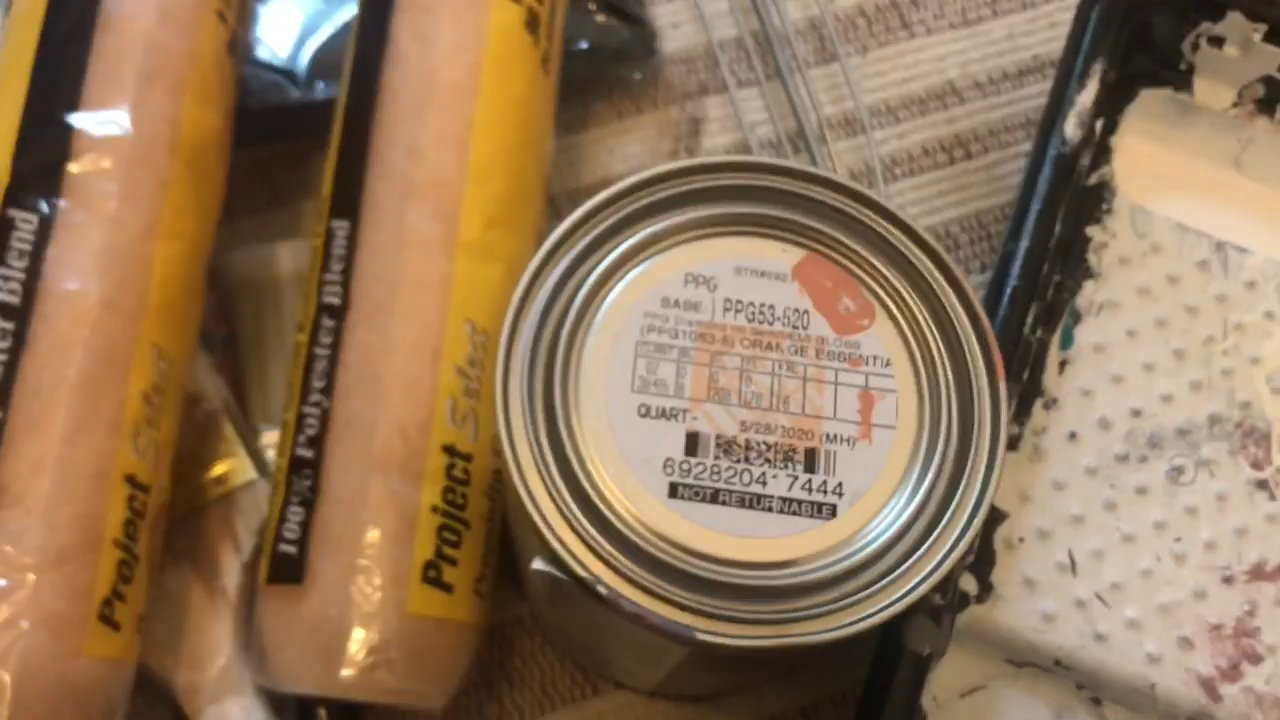 ster Blend
Project Select
100% Polyester Blend
Project Select
PPG
BASE: PPG53-520
(PPG1063-5) ORANGE ESSENTIA
QUART-
5/28/2020 (MH)
6928204 7444
NOT RETURNABLE